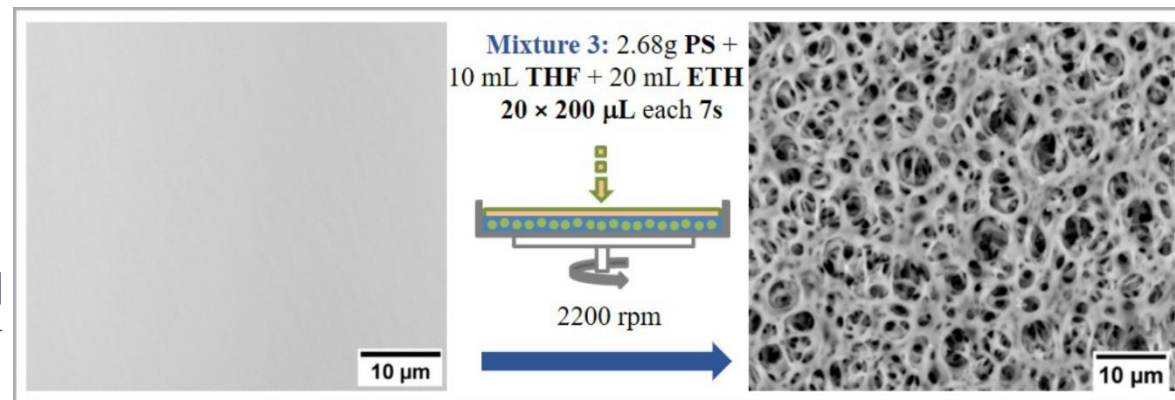 Mixture 3: 2.68g PS +
10 mL THF + 20 mL ETH
20 × 200 μL each 7s
2200 rpm
10 μm
10 μm